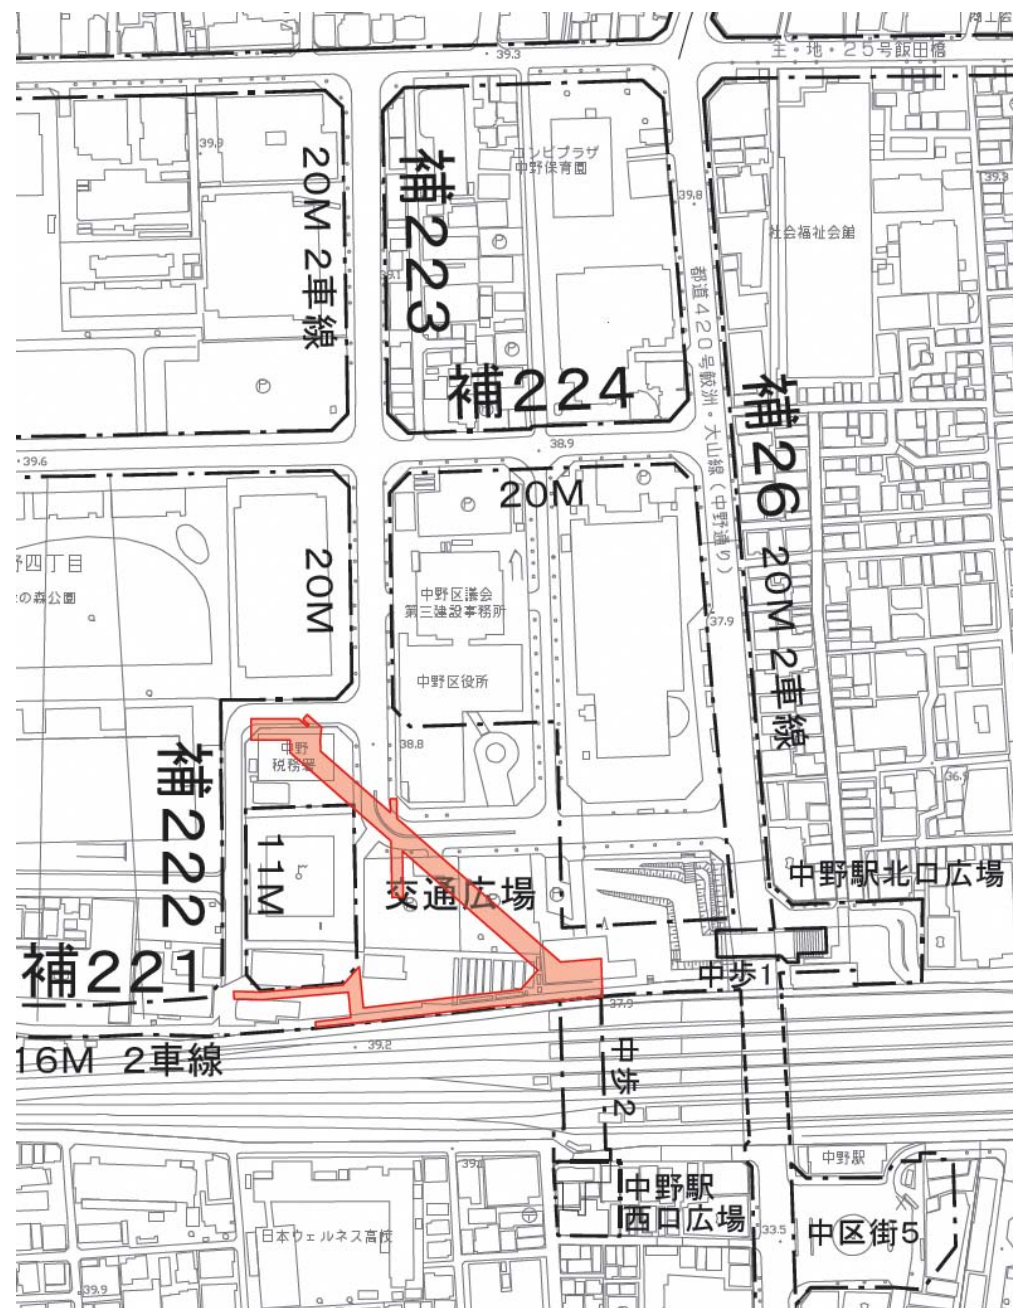 主・地・25号飯田橋
39.3
39.9
20M 2車線
補223
39.1
コンビプラザ
中野保育園
39.8
社会福祉会館
39.3
都道420号鮫洲・大山線(中野通り)
補224
補26 20M 2車線
38.9
39.6
20M
20M
野四丁目
の森公園
中野区議会
第三建設事務所
中野区役所
37.9
38.8
36.9
中野
税務署
補222
11M
交通広場
中野駅北口広場
補221
中歩1
37.9
16M 2車線
39.2
中歩2
中野駅
中野駅
西口広場
日本ウェルネス高校
33.5
中区街5
39.9